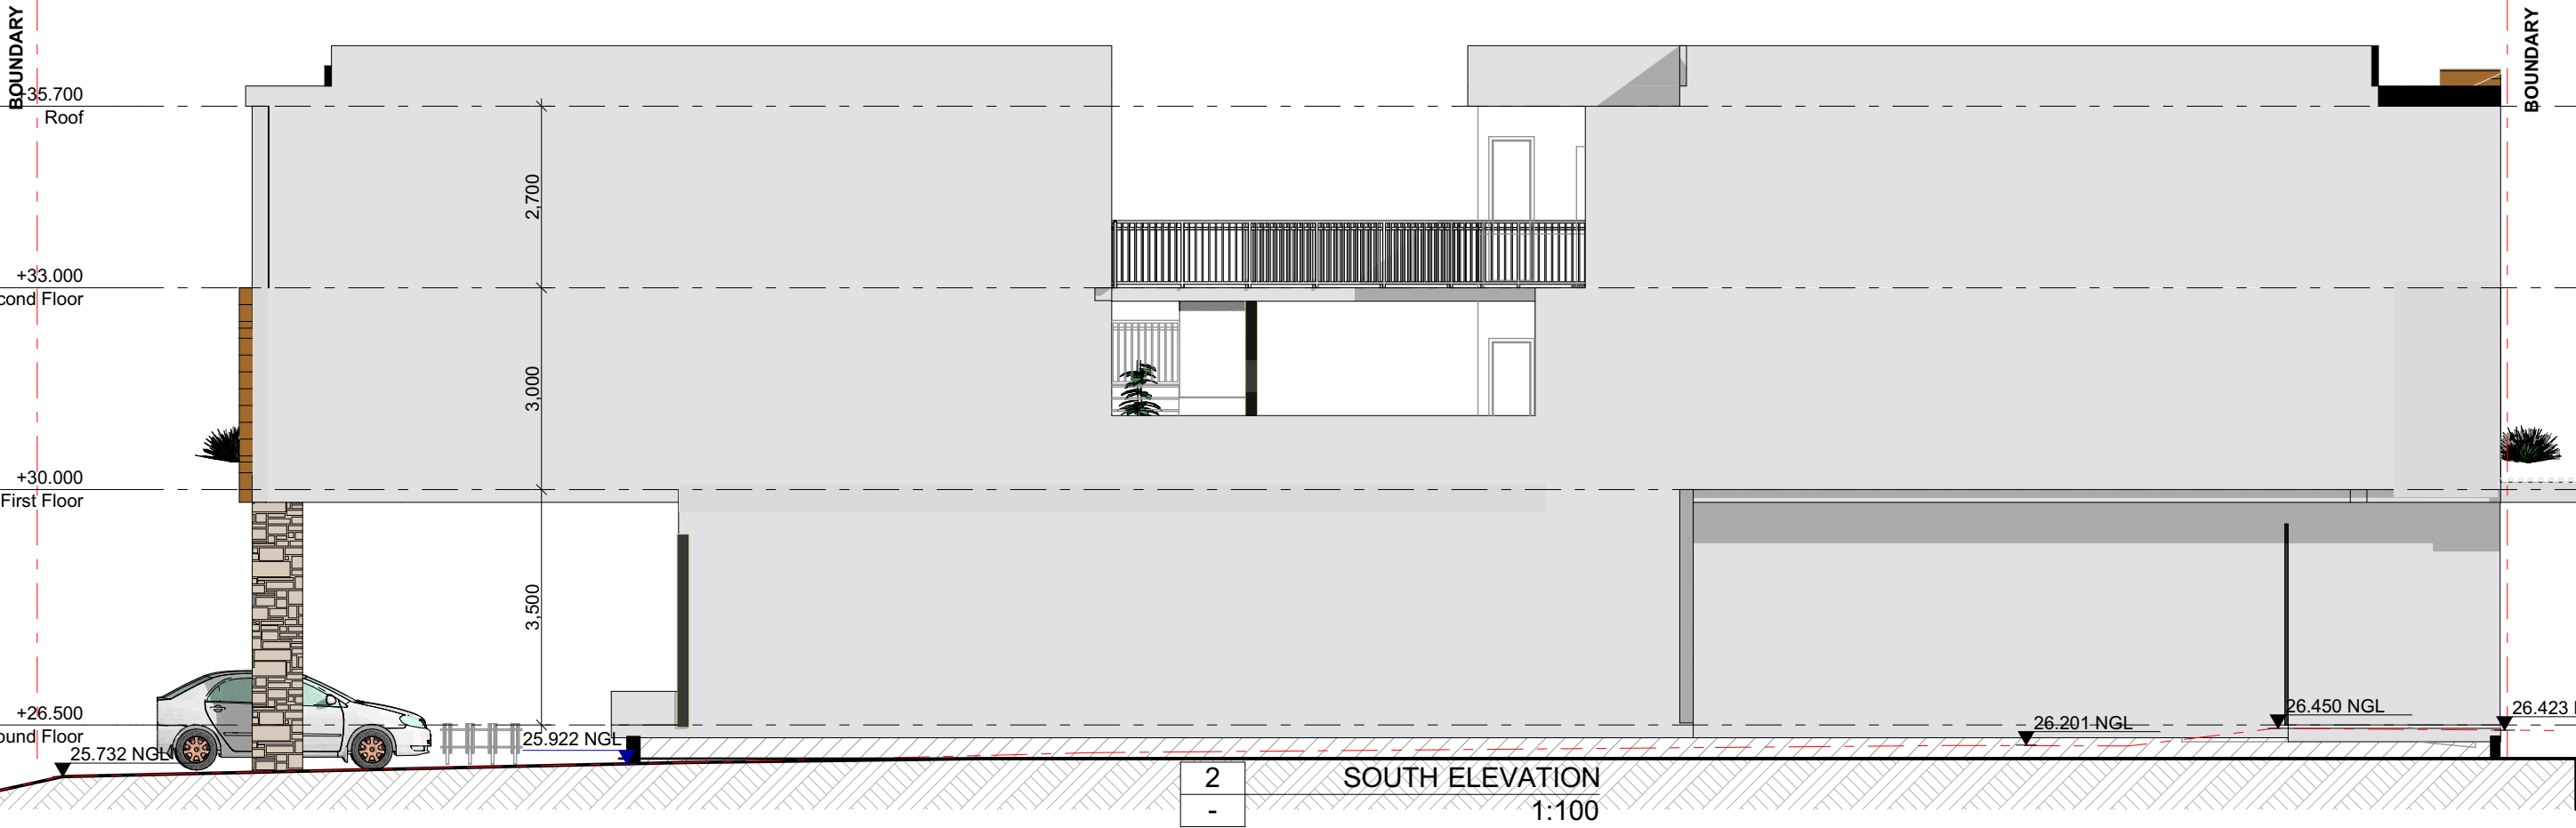 BOUNDARY
BOUNDARY
+35.700
Roof
2,700
+33.000
cond Floor
3,000
+30.000
First Floor
3,500
+26.500
und Floor
25.732 NGL
25.922 NGL
26.201 NGL
26.450 NGL
26.423
2
SOUTH ELEVATION
-
1:100